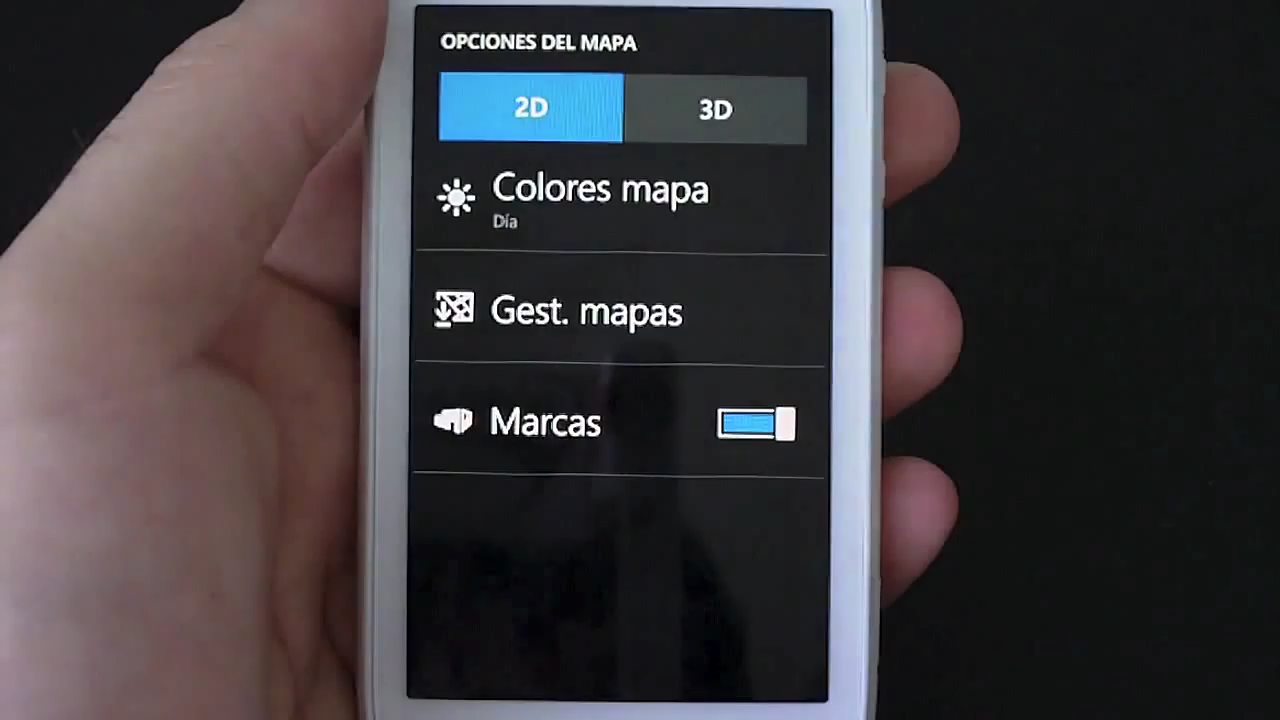 OPCIONES DEL MAPA
2D 3D
Colores mapa
Día
Gest. mapas
Marcas